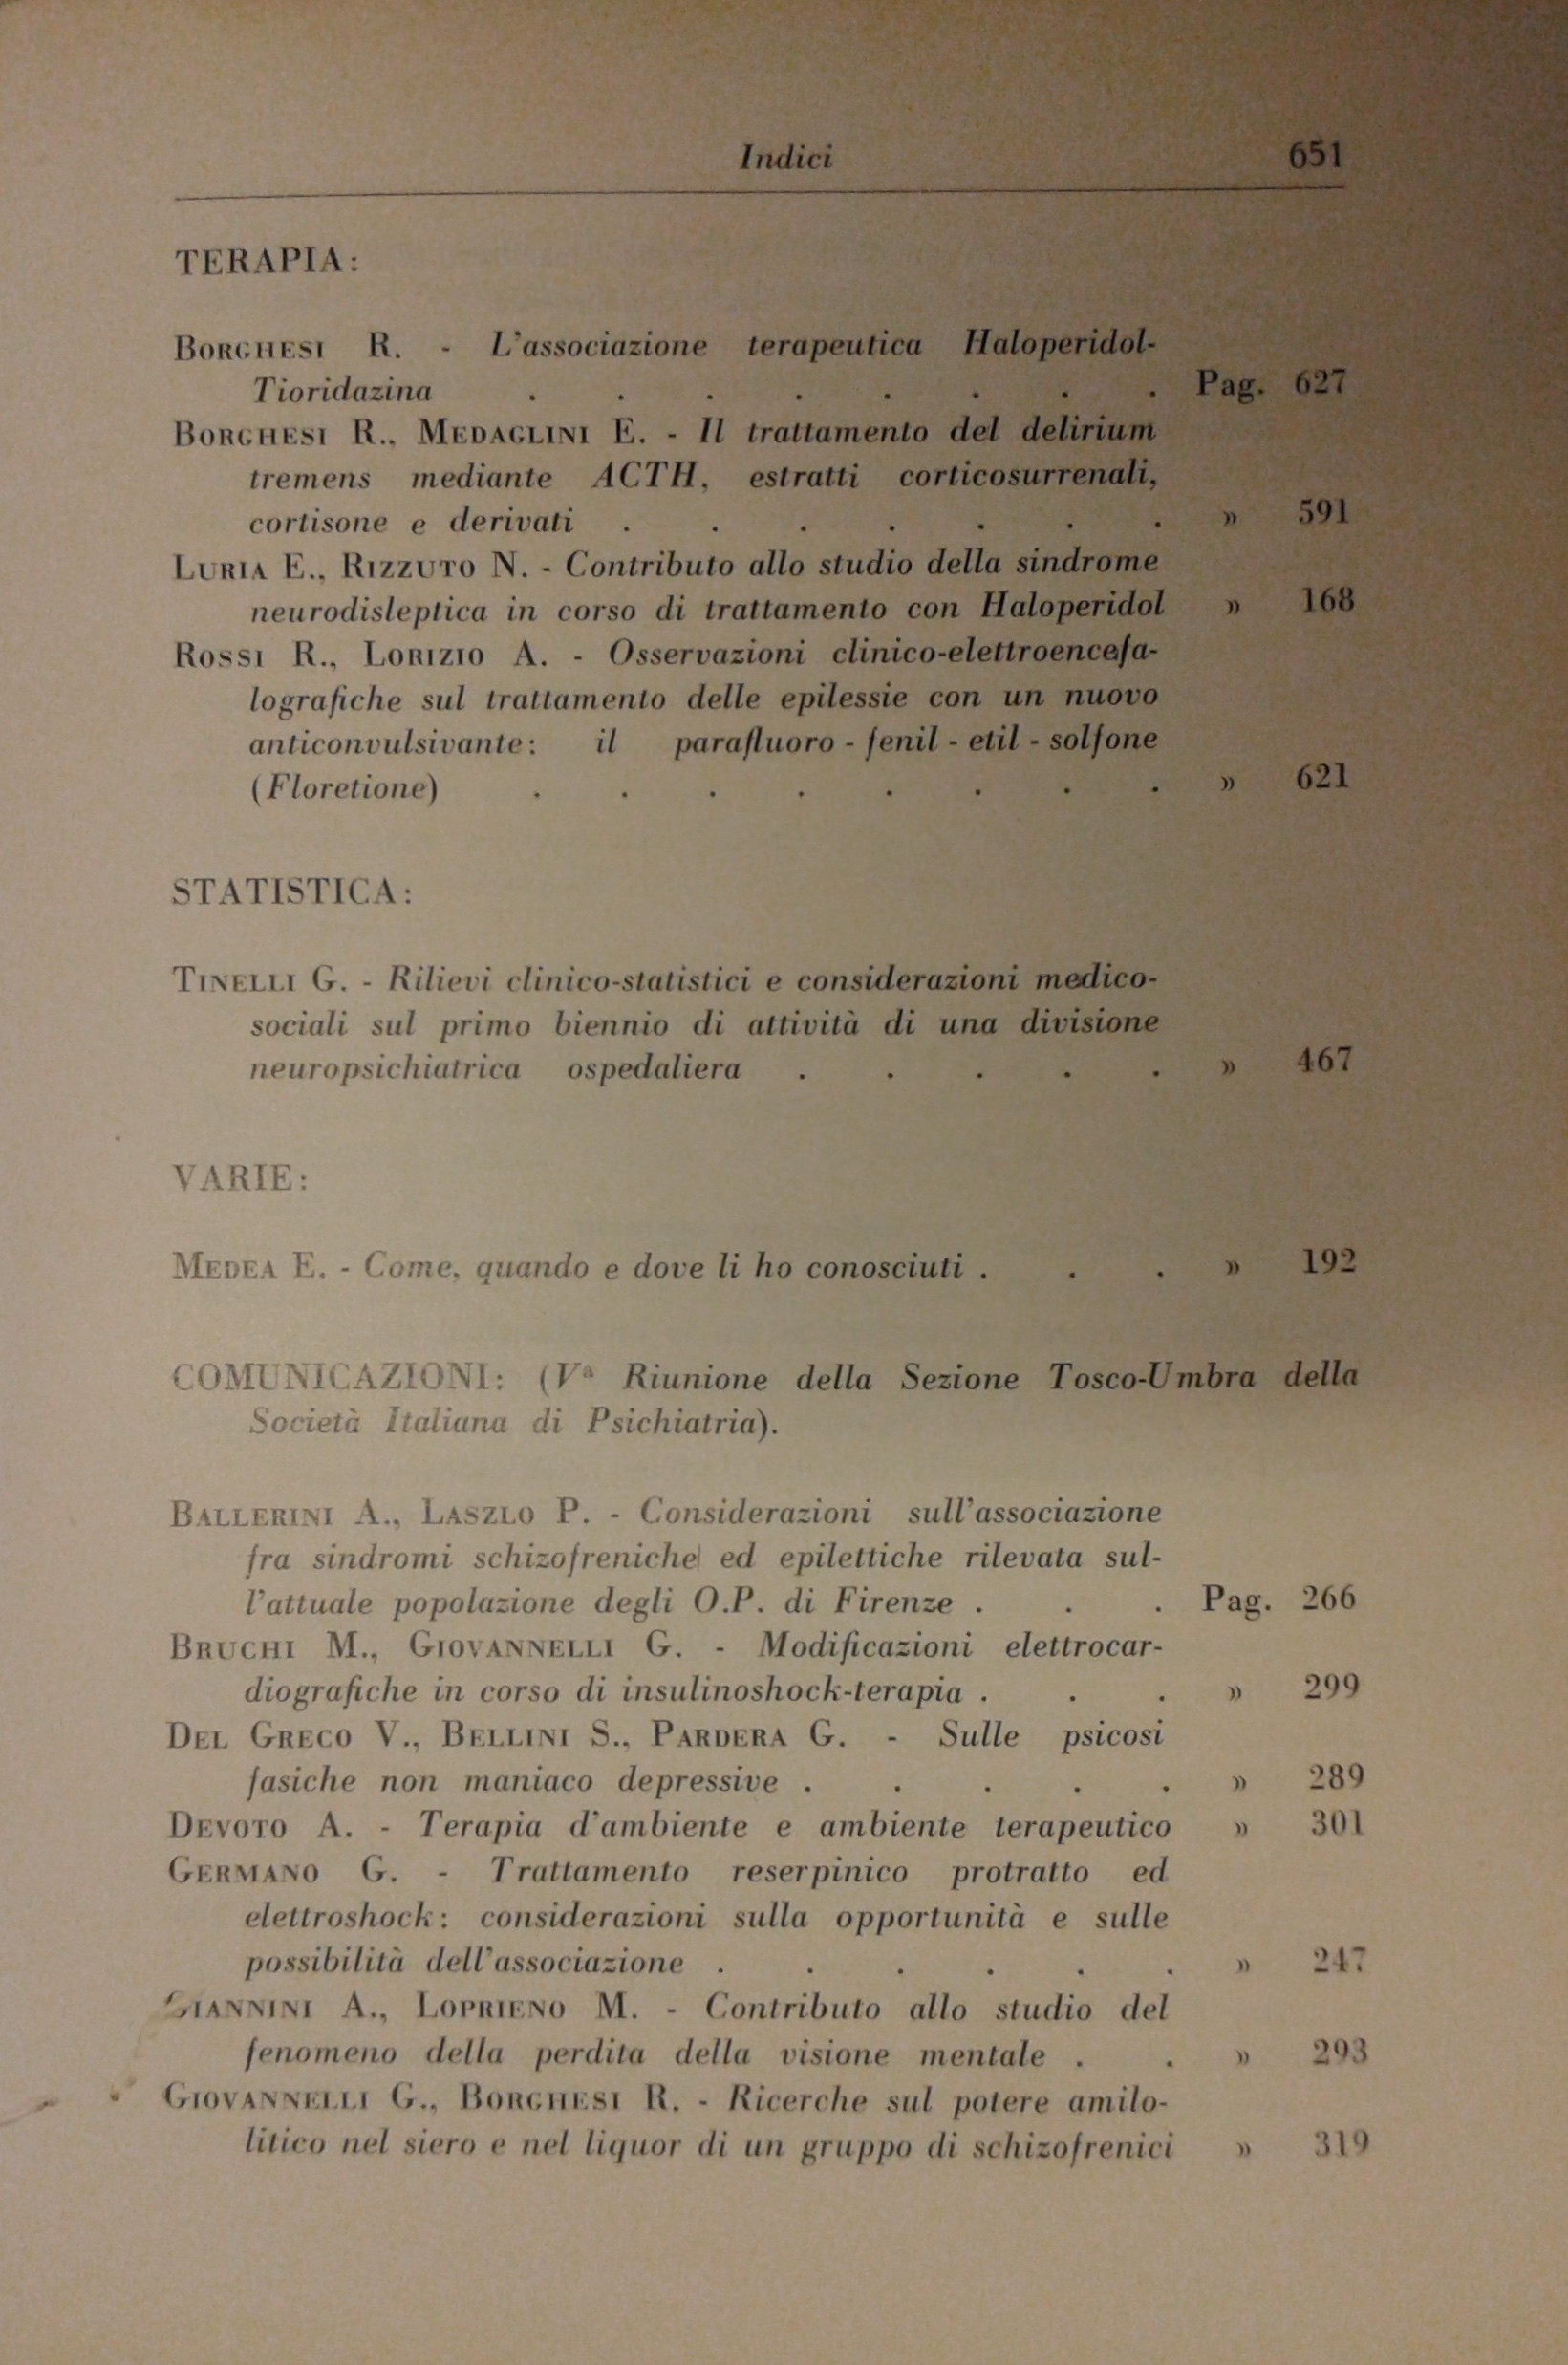 Indici 651
TERAPIA:
BORGHESI R. - L'associazione terapeutica Haloperidol-
Tioridazina . . . . . . . . Pag. 627
BORGHESI R., MEDAGLINI E. - Il trattamento del delirium
tremens mediante ACTH, estratti corticosurrenali,
cortisone e derivati . . . . . . . » 591
LURIA E., RIZZUTO N. - Contributo allo studio della sindrome
neurodisleptica in corso di trattamento con Haloperidol » 168
ROSSI R., LORIZIO A. - Osservazioni clinico-elettroencefa-
lografiche sul trattamento delle epilessie con un nuovo
anticonvulsivante: il parafluoro - fenil - etil - solfone
(Floretione) . . . . . . . . » 621
STATISTICA:
TINELLI G. - Rilievi clinico-statistici e considerazioni medico-
sociali sul primo biennio di attività di una divisione
neuropsichiatrica ospedaliera . . . . . » 467
VARIE:
MEDEA E. - Come, quando e dove li ho conosciuti . . . » 192
COMUNICAZIONI: (Vª Riunione della Sezione Tosco-Umbra della
Società Italiana di Psichiatria).
BALLERINI A., LASZLO P. - Considerazioni sull'associazione
fra sindromi schizofreniche ed epilettiche rilevata sul-
l'attuale popolazione degli O.P. di Firenze . . . Pag. 266
BRUCHI M., GIOVANNELLI G. - Modificazioni elettrocar-
diografiche in corso di insulinoshock-terapia . . . » 299
DEL GRECO V., BELLINI S., PARDERA G. - Sulle psicosi
fasiche non maniaco depressive . . . . . » 289
DEVOTO A. - Terapia d'ambiente e ambiente terapeutico » 301
GERMANO G. - Trattamento reserpinico protratto ed
elettroshock: considerazioni sulla opportunità e sulle
possibilità dell'associazione . . . . . . » 247
GIANNINI A., LOPRIENO M. - Contributo allo studio del
fenomeno della perdita della visione mentale . . » 293
GIOVANNELLI G., BORGHESI R. - Ricerche sul potere amilo-
litico nel siero e nel liquor di un gruppo di schizofrenici » 319